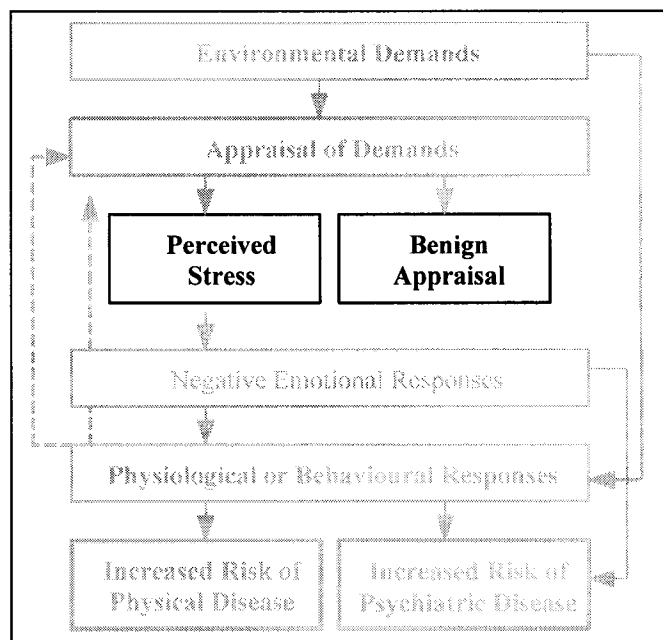 Environmental Demands
Appraisal of Demands
Perceived
Stress
Benign
Appraisal
Negative Emotional Responses
Physiological or Behavioural Responses
Increased Risk of
Physical Disease
Increased Risk of
Psychiatric Disease